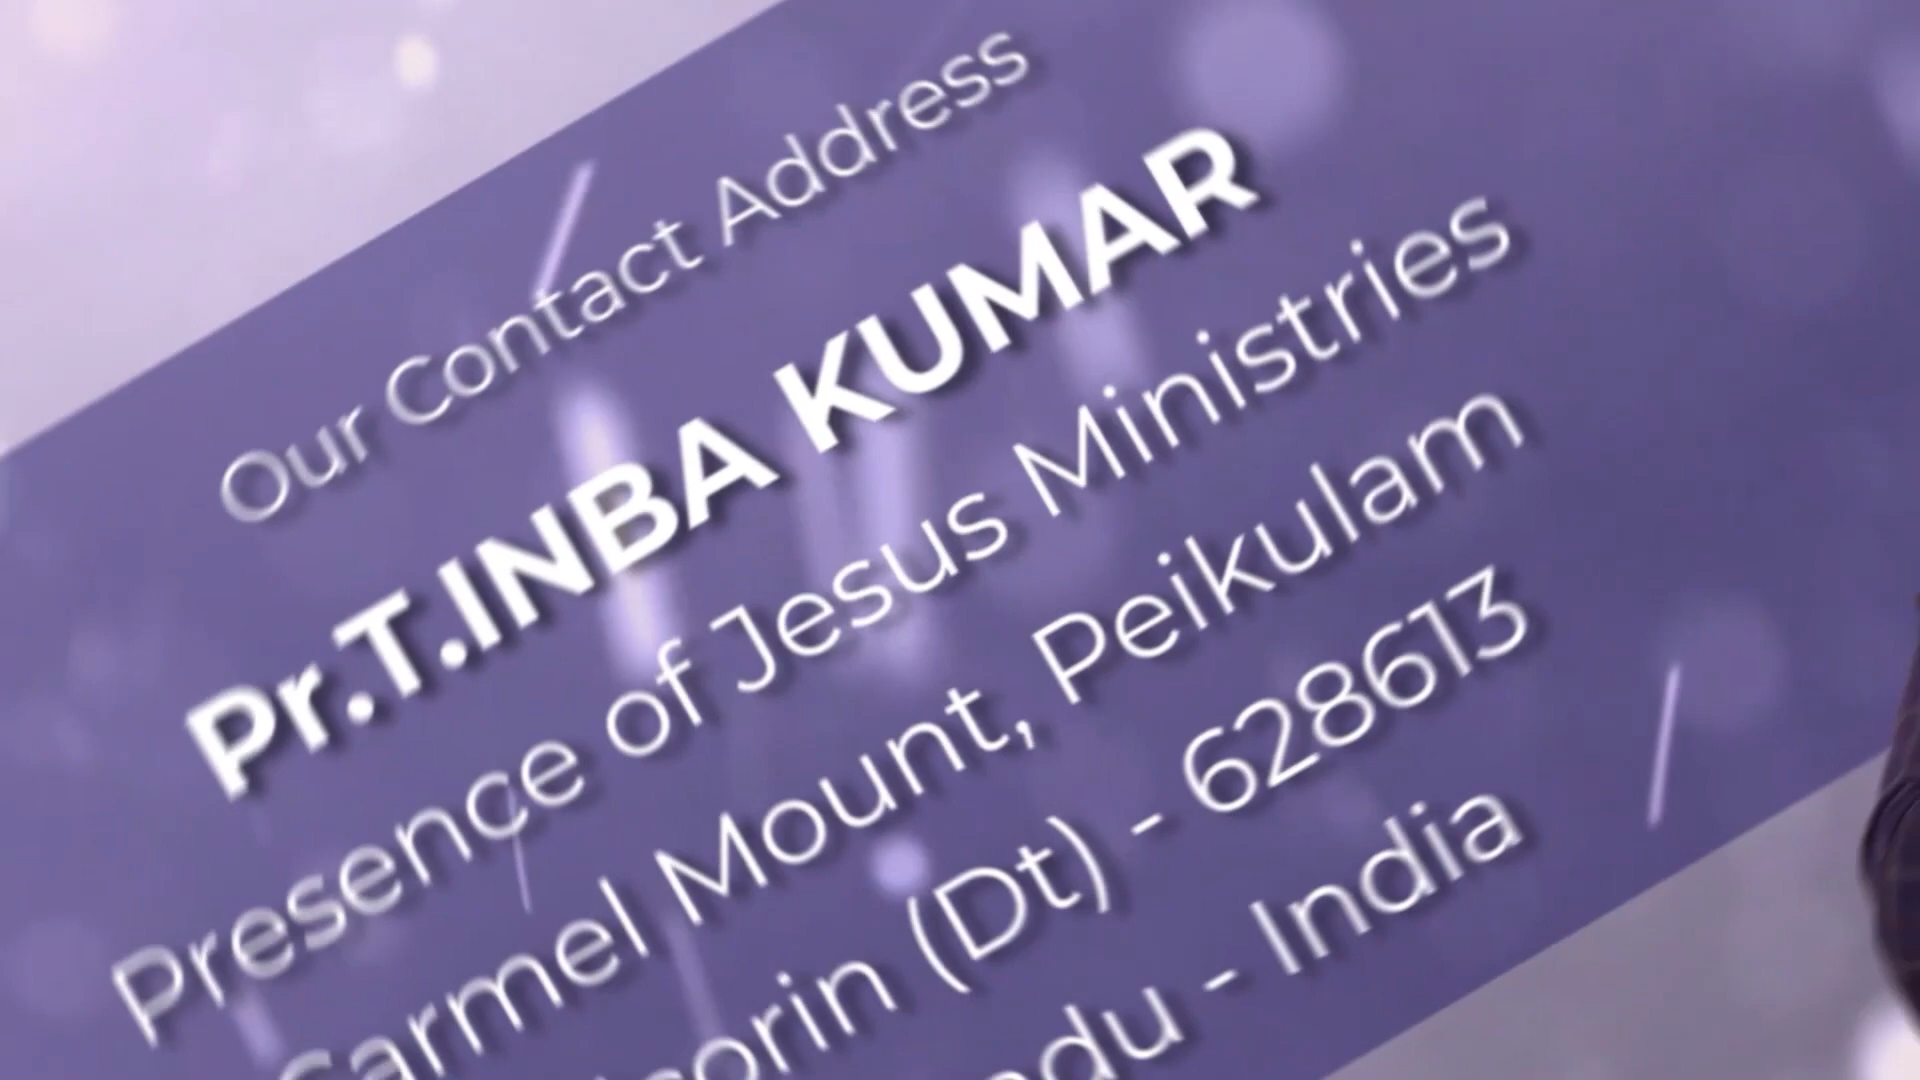 Our Contact Address
Pr.T.INBA KUMAR
Presence of Jesus Ministries
Carmel Mount, Peikulam
(Dt) - 628613
- India